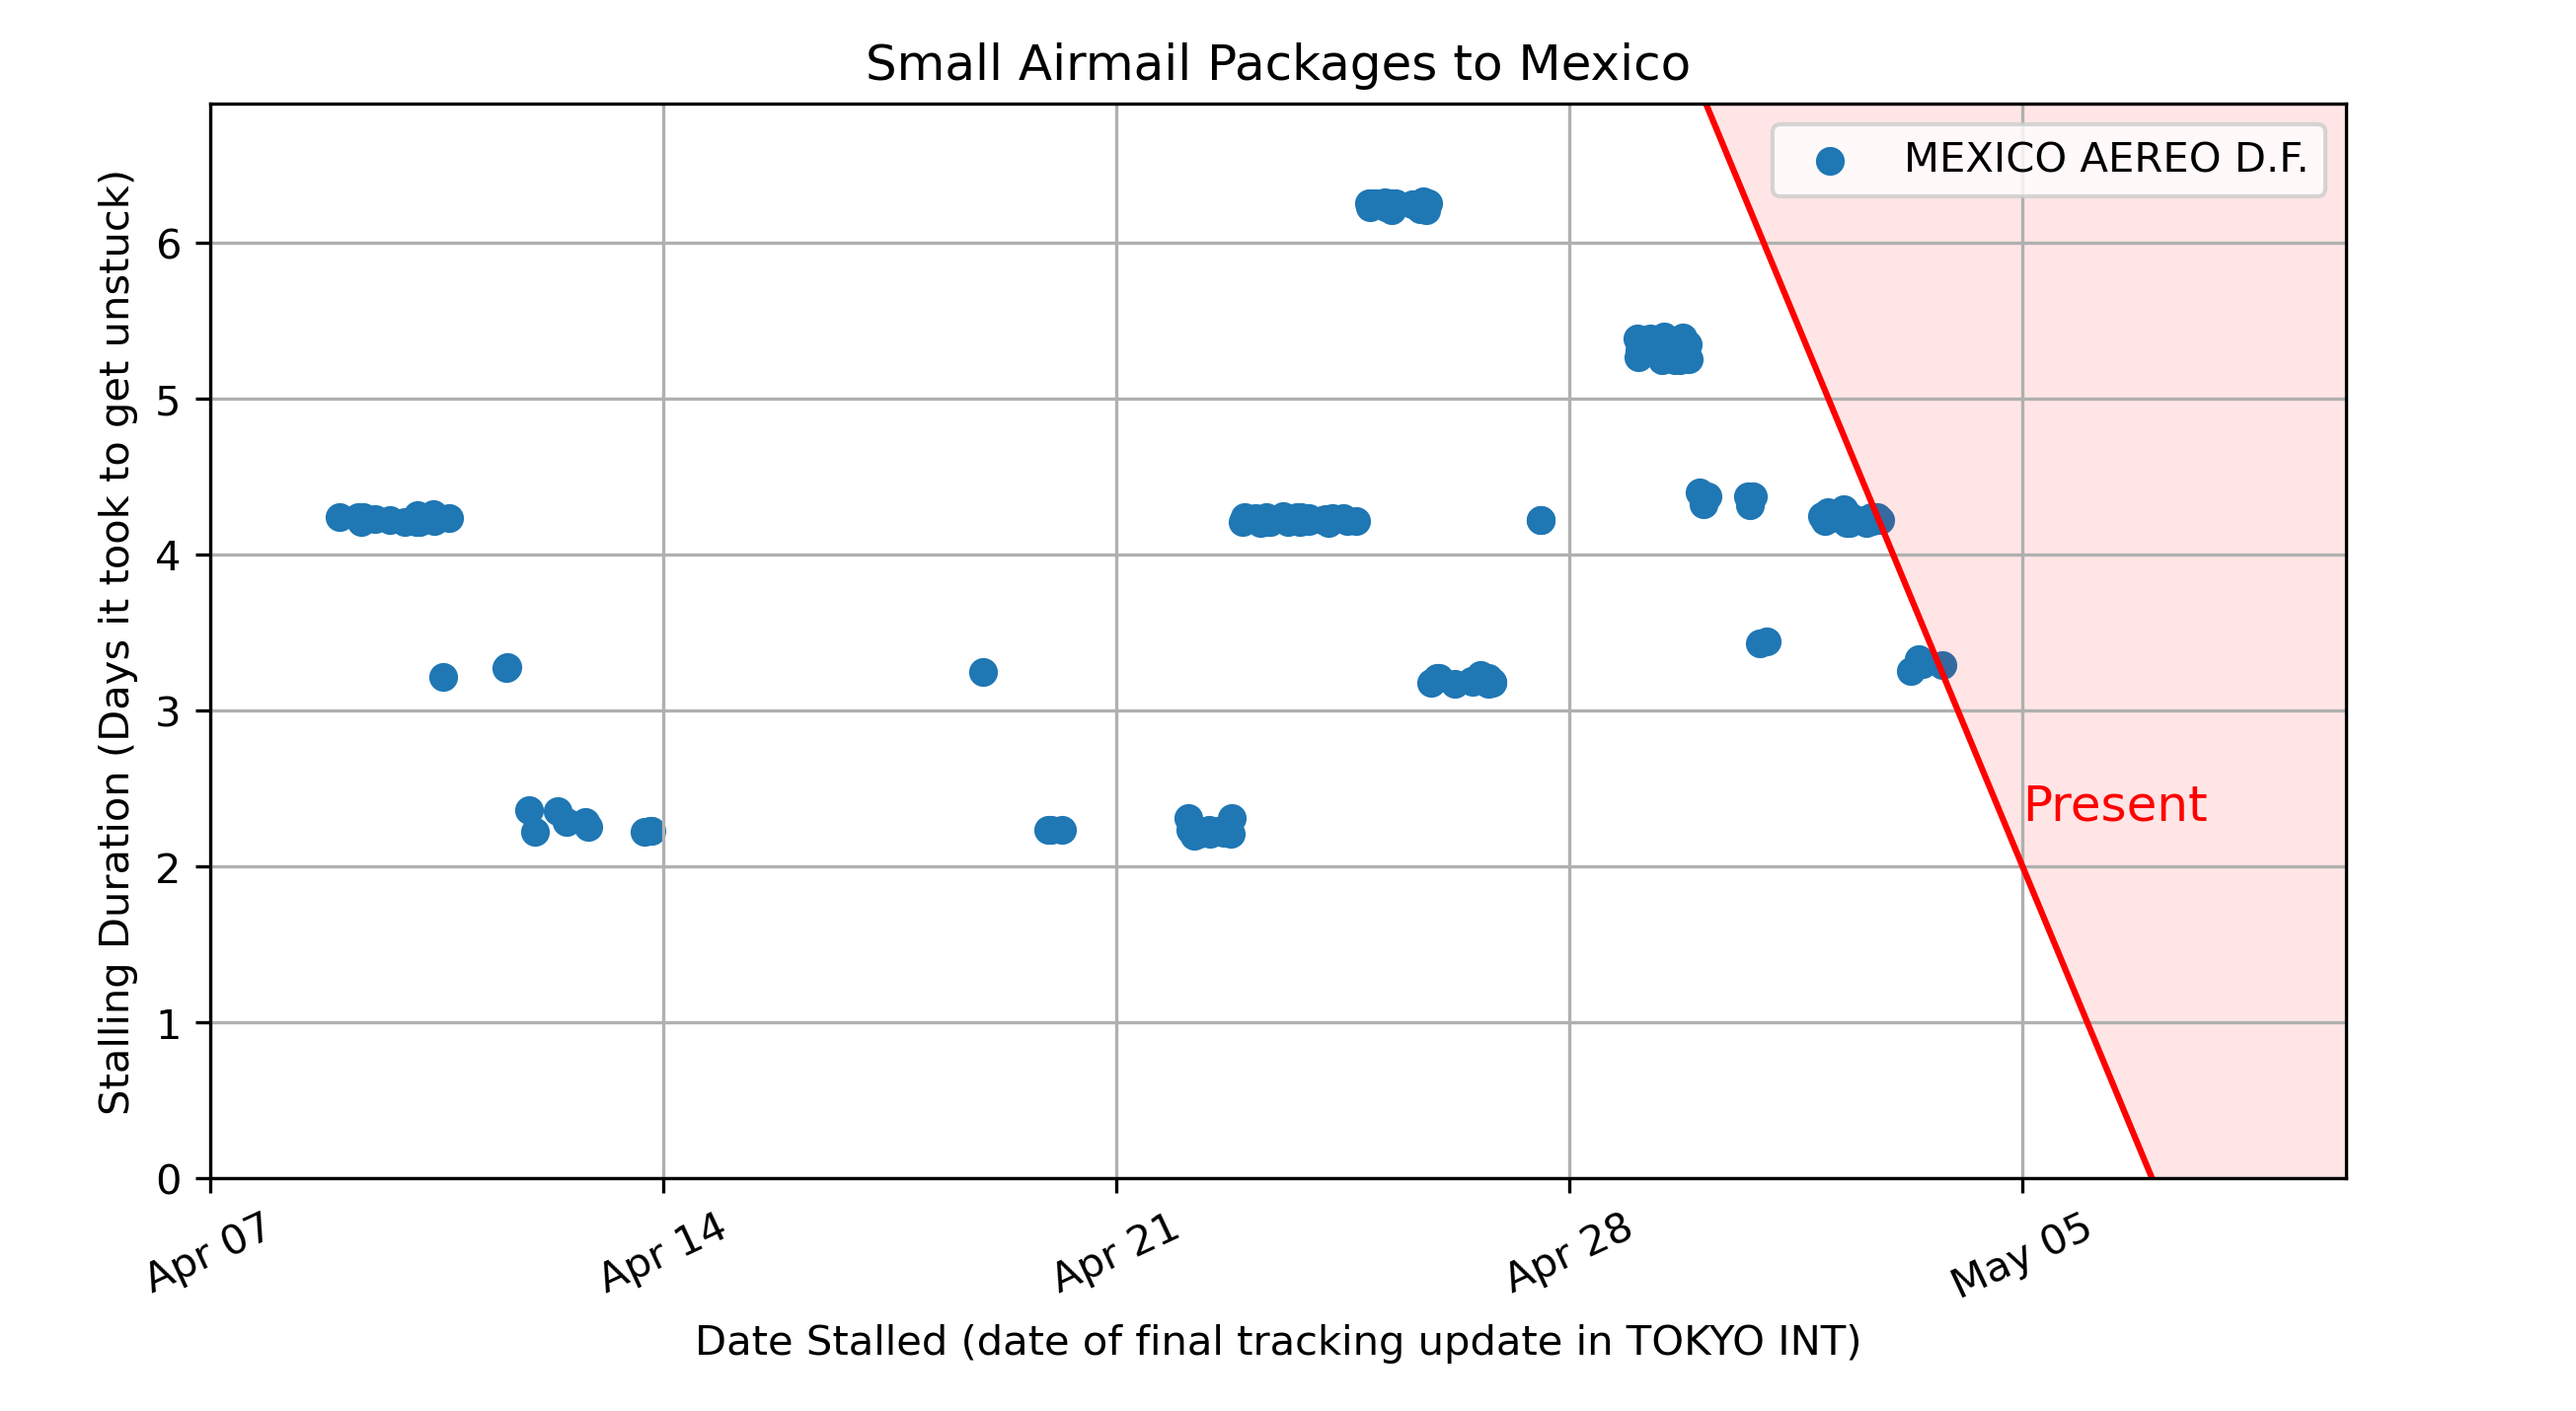 Small Airmail Packages to Mexico
MEXICO AEREO D.F.
Stalling Duration (Days it took to get unstuck)
6
5
4
3
2
1
0
Present
Apr 07
Apr 14
Apr 21
Apr 28
May 05
Date Stalled (date of final tracking update in TOKYO INT)